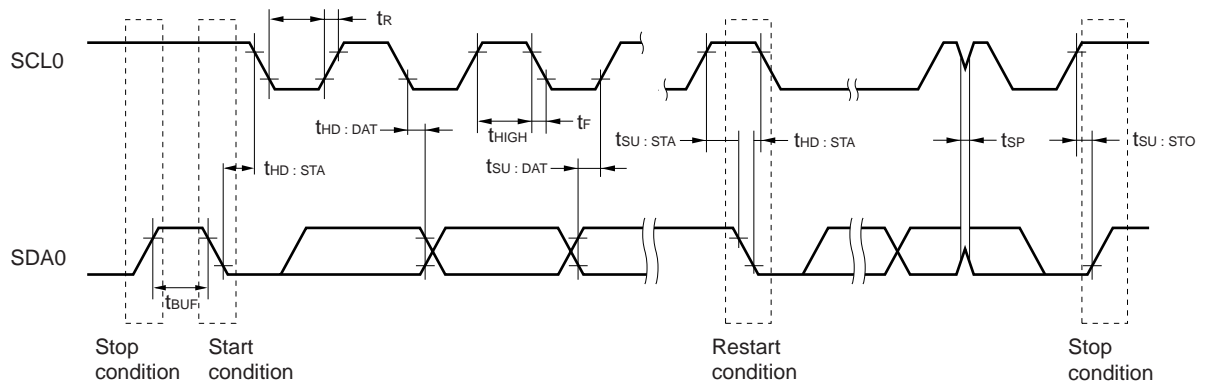 tR
SCL0
tHD : DAT
tHIGH
tF
tSU : STA
tHD : STA
tSP
tSU : STO
tHD : STA
tSU : DAT
SDA0
tBUF
Stop
condition
Start
condition
Restart
condition
Stop
condition